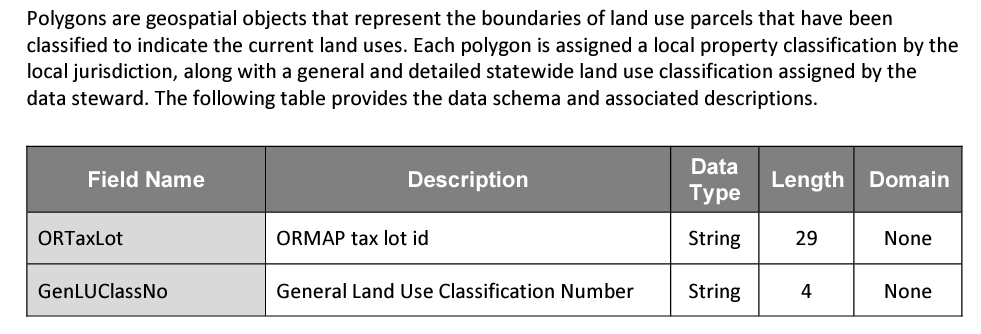 Polygons are geospatial objects that represent the boundaries of land use parcels that have been
classified to indicate the current land uses. Each polygon is assigned a local property classification by the
local jurisdiction, along with a general and detailed statewide land use classification assigned by the
data steward. The following table provides the data schema and associated descriptions.
Field Name Description Data Type Length Domain
ORTaxLot ORMAP tax lot id String 29 None
GenLUClassNo General Land Use Classification Number String 4 None